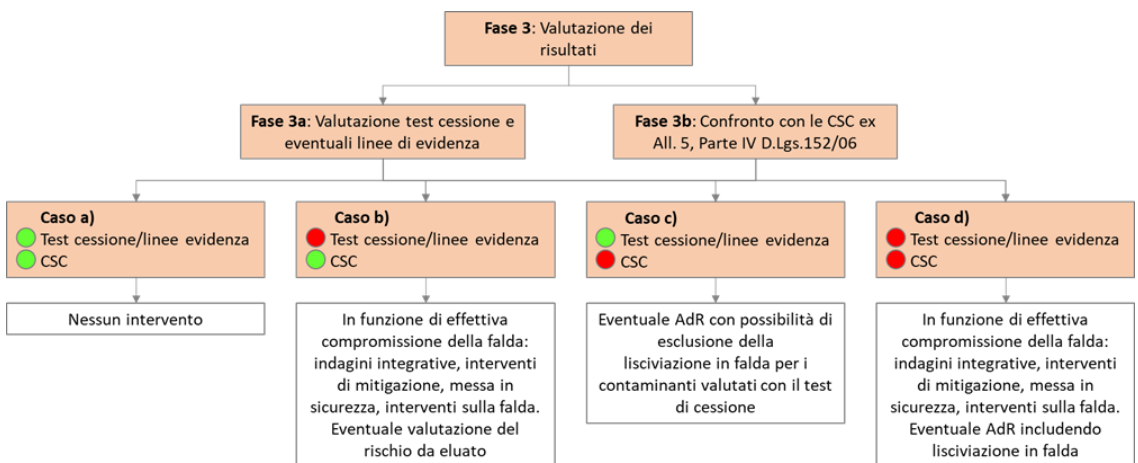 Fase 3: Valutazione dei
risultati
Fase 3a: Valutazione test cessione e
eventuali linee di evidenza
Fase 3b: Confronto con le CSC ex
All. 5, Parte IV D.Lgs.152/06
Caso a)
Test cessione/linee evidenza
CSC
Caso b)
Test cessione/linee evidenza
CSC
Caso c)
Test cessione/linee evidenza
CSC
Caso d)
Test cessione/linee evidenza
CSC
Nessun intervento
In funzione di effettiva
compromissione della falda:
indagini integrative, interventi
di mitigazione, messa in
sicurezza, interventi sulla falda.
Eventuale valutazione del
rischio da eluato
Eventuale AdR con possibilità di
esclusione della
lisciviazione in falda per i
contaminanti valutati con il test
di cessione
In funzione di effettiva
compromissione della falda:
indagini integrative, interventi
di mitigazione, messa in
sicurezza, interventi sulla falda.
Eventuale AdR includendo
lisciviazione in falda